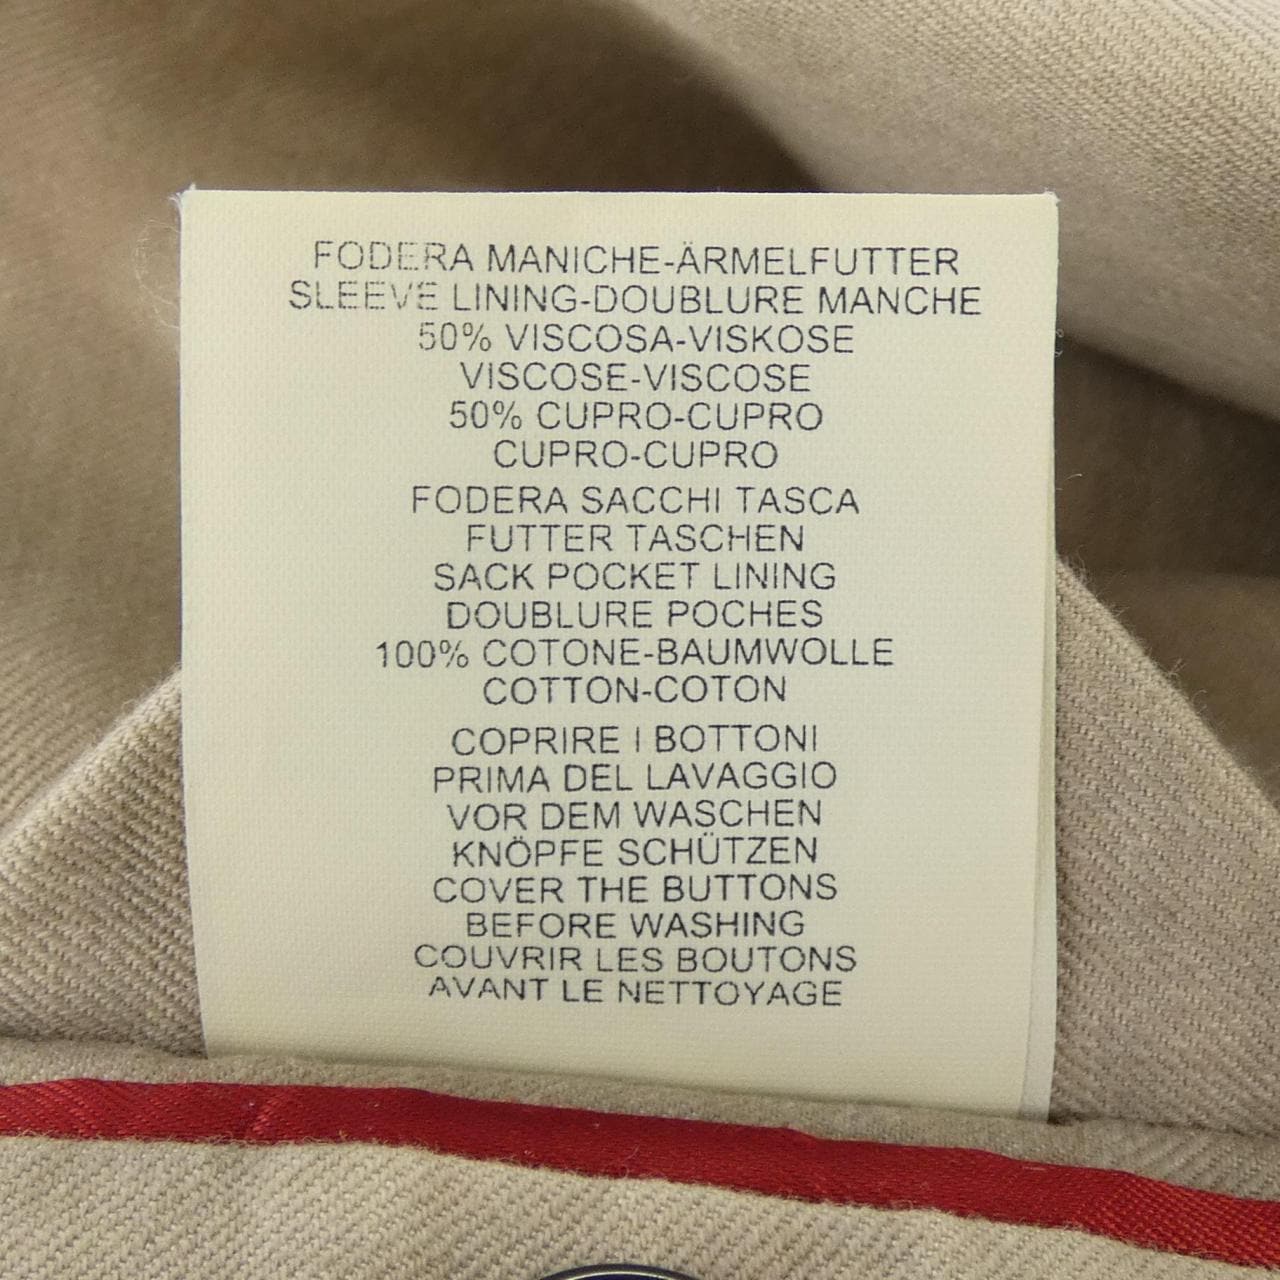 FODERA MANICHE-ÄRMELFUTTER
SLEEVE LINING-DOUBLURE MANCHE
50% VISCOSA-VISKOSE
VISCOSE-VISCOSE
50% CUPRO-CUPRO
CUPRO-CUPRO
FODERA SACCHI TASCA
FUTTER TASCHEN
SACK POCKET LINING
DOUBLURE POCHES
100% COTONE-BAUMWOLLE
COTTON-COTON
COPRIRE I BOTTONI
PRIMA DEL LAVAGGIO
VOR DEM WASCHEN
KNÖPFE SCHÜTZEN
COVER THE BUTTONS
BEFORE WASHING
COUVRIR LES BOUTONS
AVANT LE NETTOYAGE